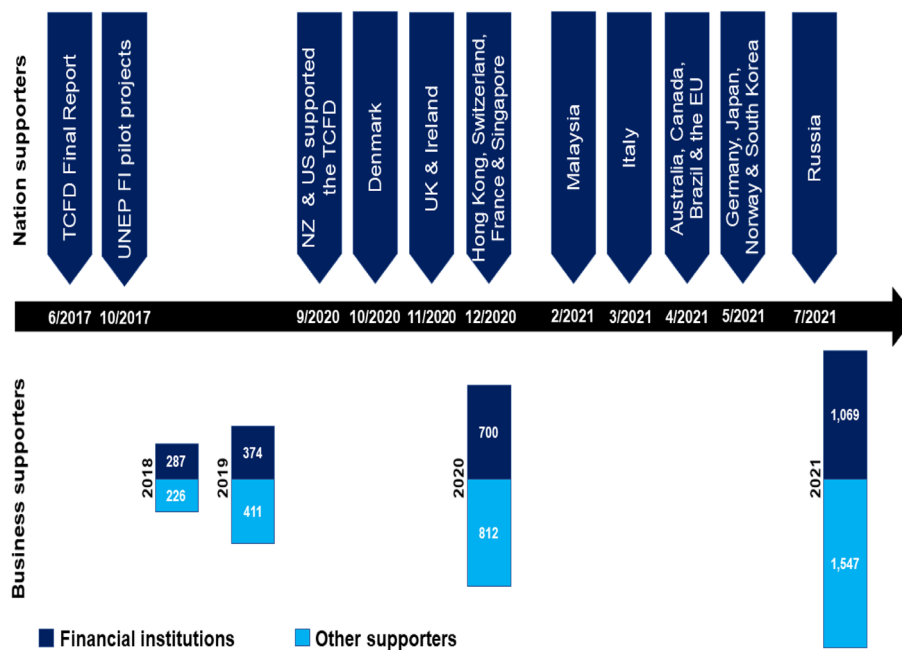 Nation supporters
TCFD Final Report
UNEP FI pilot projects
NZ & US supported
the TCFD
Denmark
UK & Ireland
Hong Kong, Switzerland,
France & Singapore
Malaysia
Italy
Australia, Canada,
Brazil & the EU
Germany, Japan,
Norway & South Korea
Russia
6/2017
10/2017
9/2020
10/2020
11/2020
12/2020
2/2021
3/2021
4/2021
5/2021
7/2021
Business supporters
2018
287
226
2019
374
411
2020
700
812
2021
1,069
1,547
Financial institutions
Other supporters